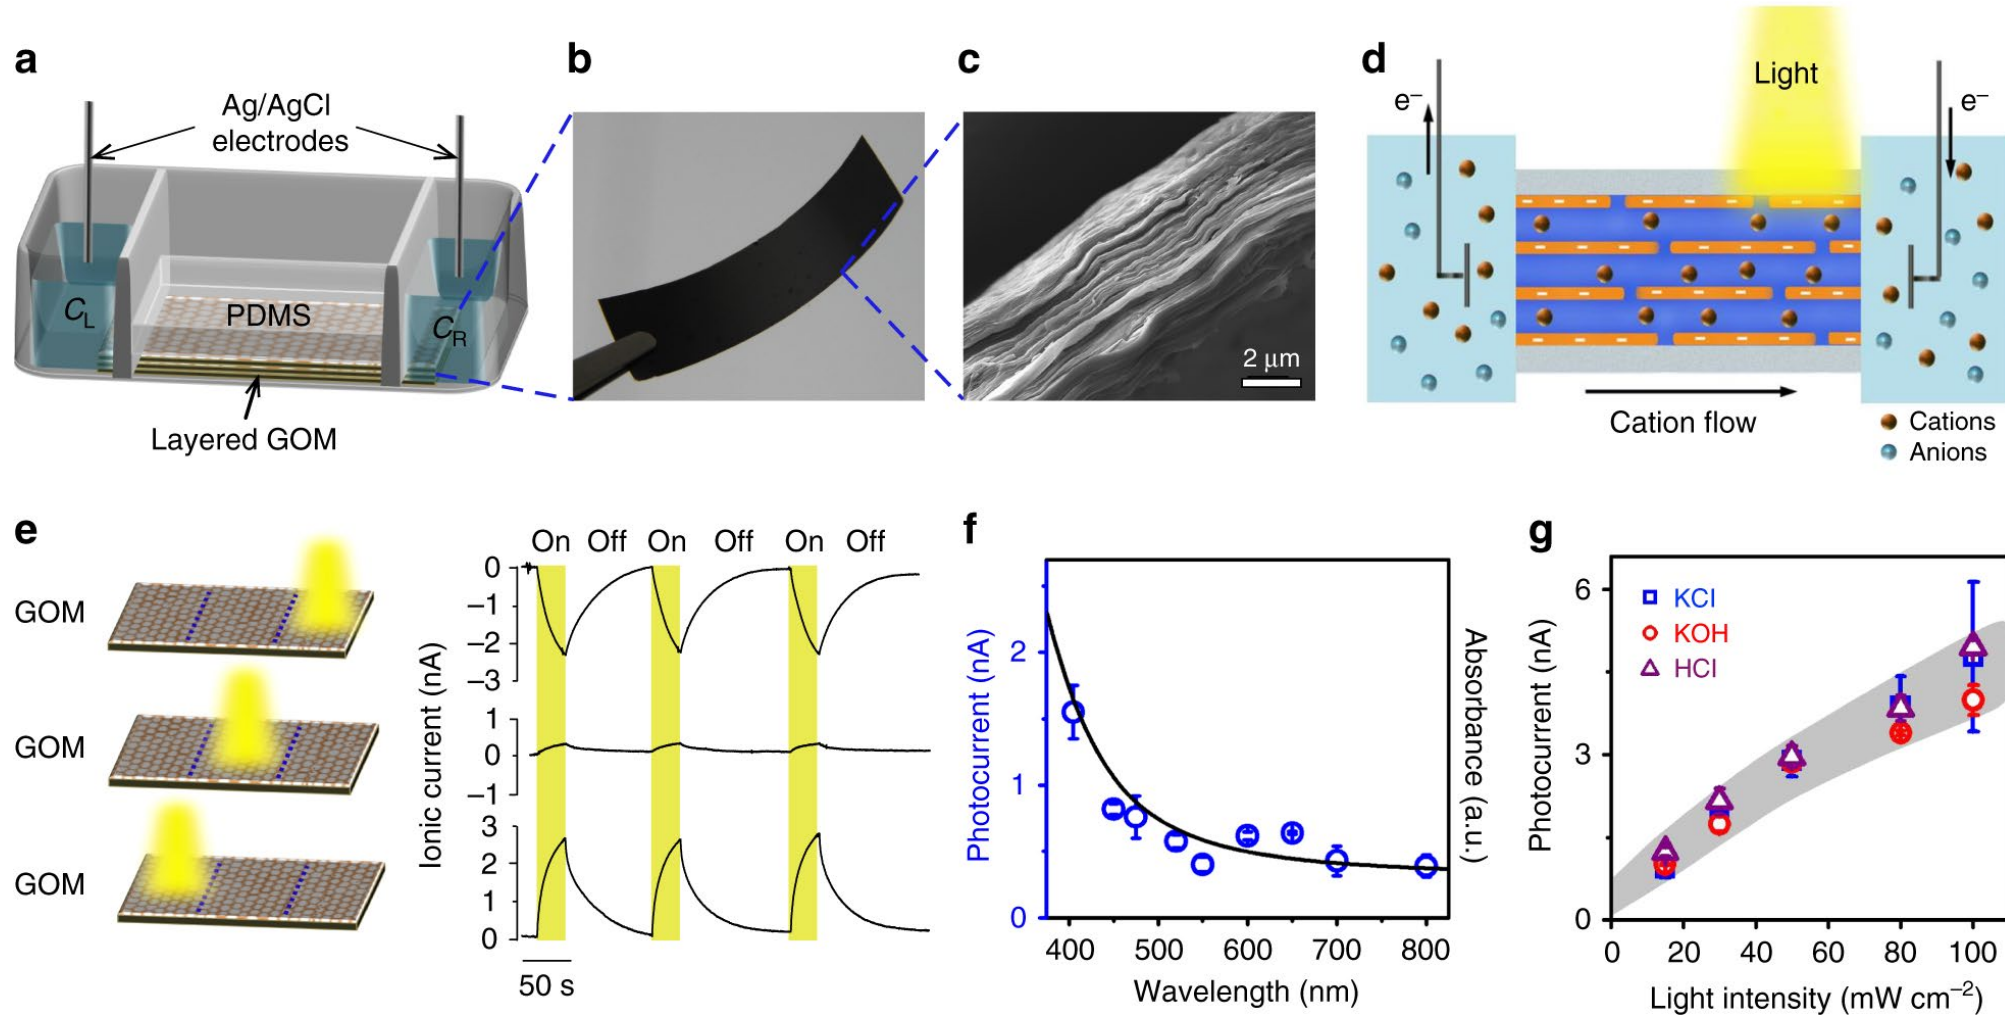 a
Ag/AgCl
electrodes
CL
PDMS
CR
Layered GOM
b
c
2 μm
d
Light
e–
e–
Cation flow
Cations
Anions
e
GOM
GOM
GOM
On Off On Off On Off
Ionic current (nA)
0
–1
–2
–3
1
0
–1
3
2
1
0
50 s
f
Photocurrent (nA)
2
1
0
Absorbance (a.u.)
400 500 600 700 800
Wavelength (nm)
g
Photocurrent (nA)
6
3
0
KCl
KOH
HCl
0 20 40 60 80 100
Light intensity (mW cm–2)